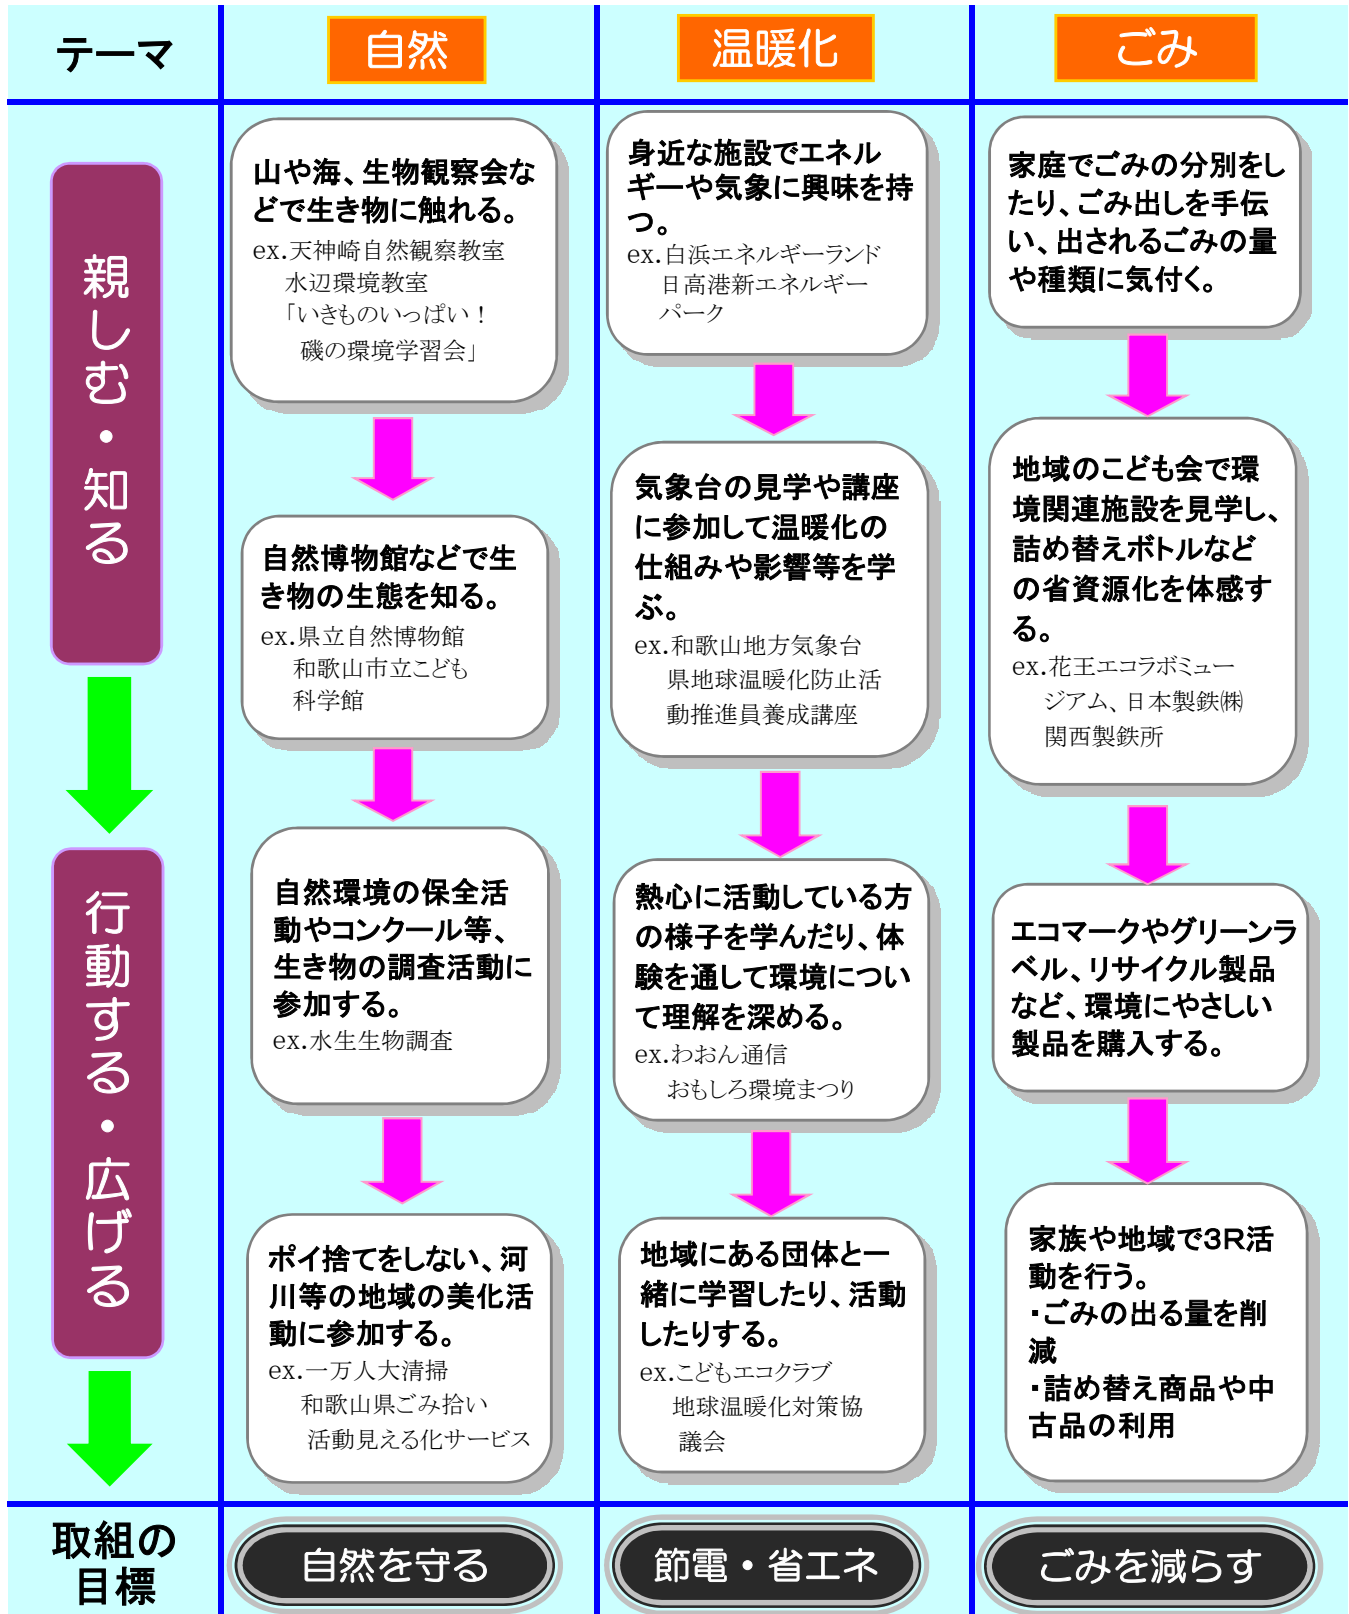 テーマ
自然
温暖化
ごみ
親しむ・知る
行動する・広げる
山や海、生物観察会な
どで生き物に触れる。
ex.天神崎自然観察教室
水辺環境教室
「いきものいっぱい！
磯の環境学習会」
自然博物館などで生
き物の生態を知る。
ex.県立自然博物館
和歌山市立こども
科学館
自然環境の保全活
動やコンクール等、
生き物の調査活動に
参加する。
ex.水生生物調査
ポイ捨てをしない、河
川等の地域の美化活
動に参加する。
ex.一万人大清掃
和歌山県ごみ拾い
活動見える化サービス
身近な施設でエネル
ギーや気象に興味を持
つ。
ex.白浜エネルギーランド
日高港新エネルギー
パーク
気象台の見学や講座
に参加して温暖化の
仕組みや影響等を学
ぶ。
ex.和歌山地方気象台
県地球温暖化防止活
動推進員養成講座
熱心に活動している方
の様子を学んだり、体
験を通して環境につい
て理解を深める。
ex.わおん通信
おもしろ環境まつり
地域にある団体と一
緒に学習したり、活動
したりする。
ex.こどもエコクラブ
地球温暖化対策協
議会
家庭でごみの分別をし
たり、ごみ出しを手伝
い、出されるごみの量
や種類に気付く。
地域のこども会で環
境関連施設を見学し、
詰め替えボトルなど
の省資源化を体感す
る。
ex.花王エコラボミュー
ジアム、日本製鉄㈱
関西製鉄所
エコマークやグリーンラ
ベル、リサイクル製品
など、環境にやさしい
製品を購入する。
家族や地域で3R活
動を行う。
・ごみの出る量を削
減
・詰め替え商品や中
古品の利用
取組の
目標
自然を守る
節電・省エネ
ごみを減らす